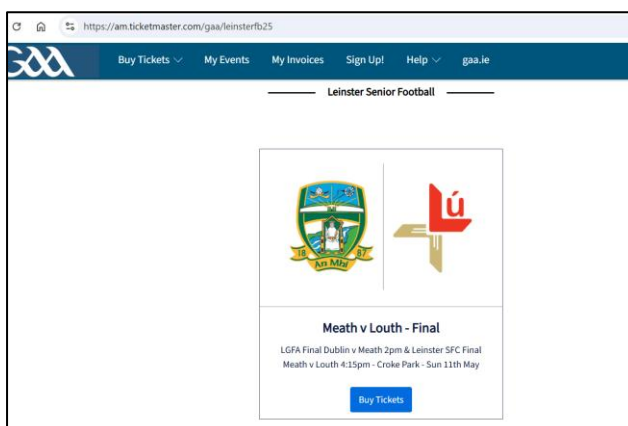 https://am.ticketmaster.com/gaa/leinsterfb25
GAA Buy Tickets My Events My Invoices Sign Up! Help gaa.ie
Leinster Senior Football
18 87
An Mhí
Lú
Meath v Louth - Final
LGFA Final Dublin v Meath 2pm & Leinster SFC Final
Meath v Louth 4:15pm - Croke Park - Sun 11th May
Buy Tickets